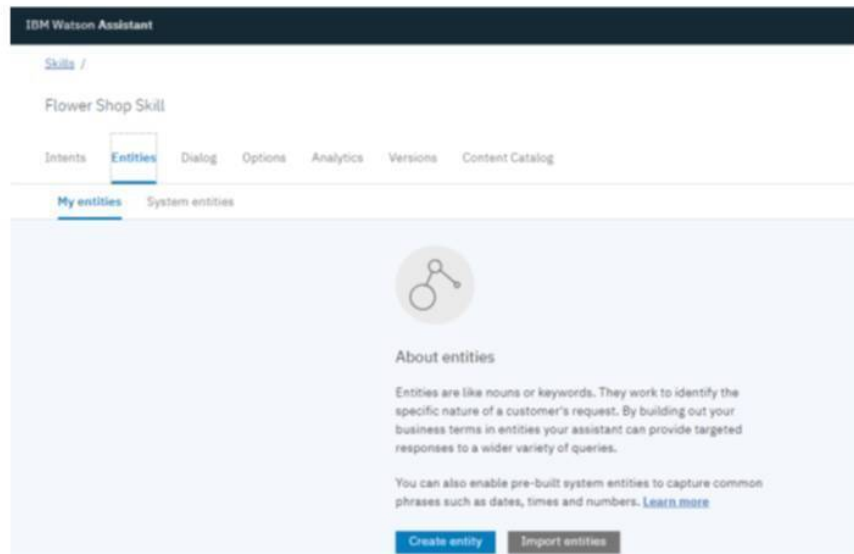 IBM Watson Assistant
Skills /
Flower Shop Skill
Intents Entities Dialog Options Analytics Versions Content Catalog
My entities System entities
About entities
Entities are like nouns or keywords. They work to identify the
specific nature of a customer's request. By building out your
business terms in entities your assistant can provide targeted
responses to a wider variety of queries.
You can also enable pre-built system entities to capture common
phrases such as dates, times and numbers. Learn more
Create entity Import entities